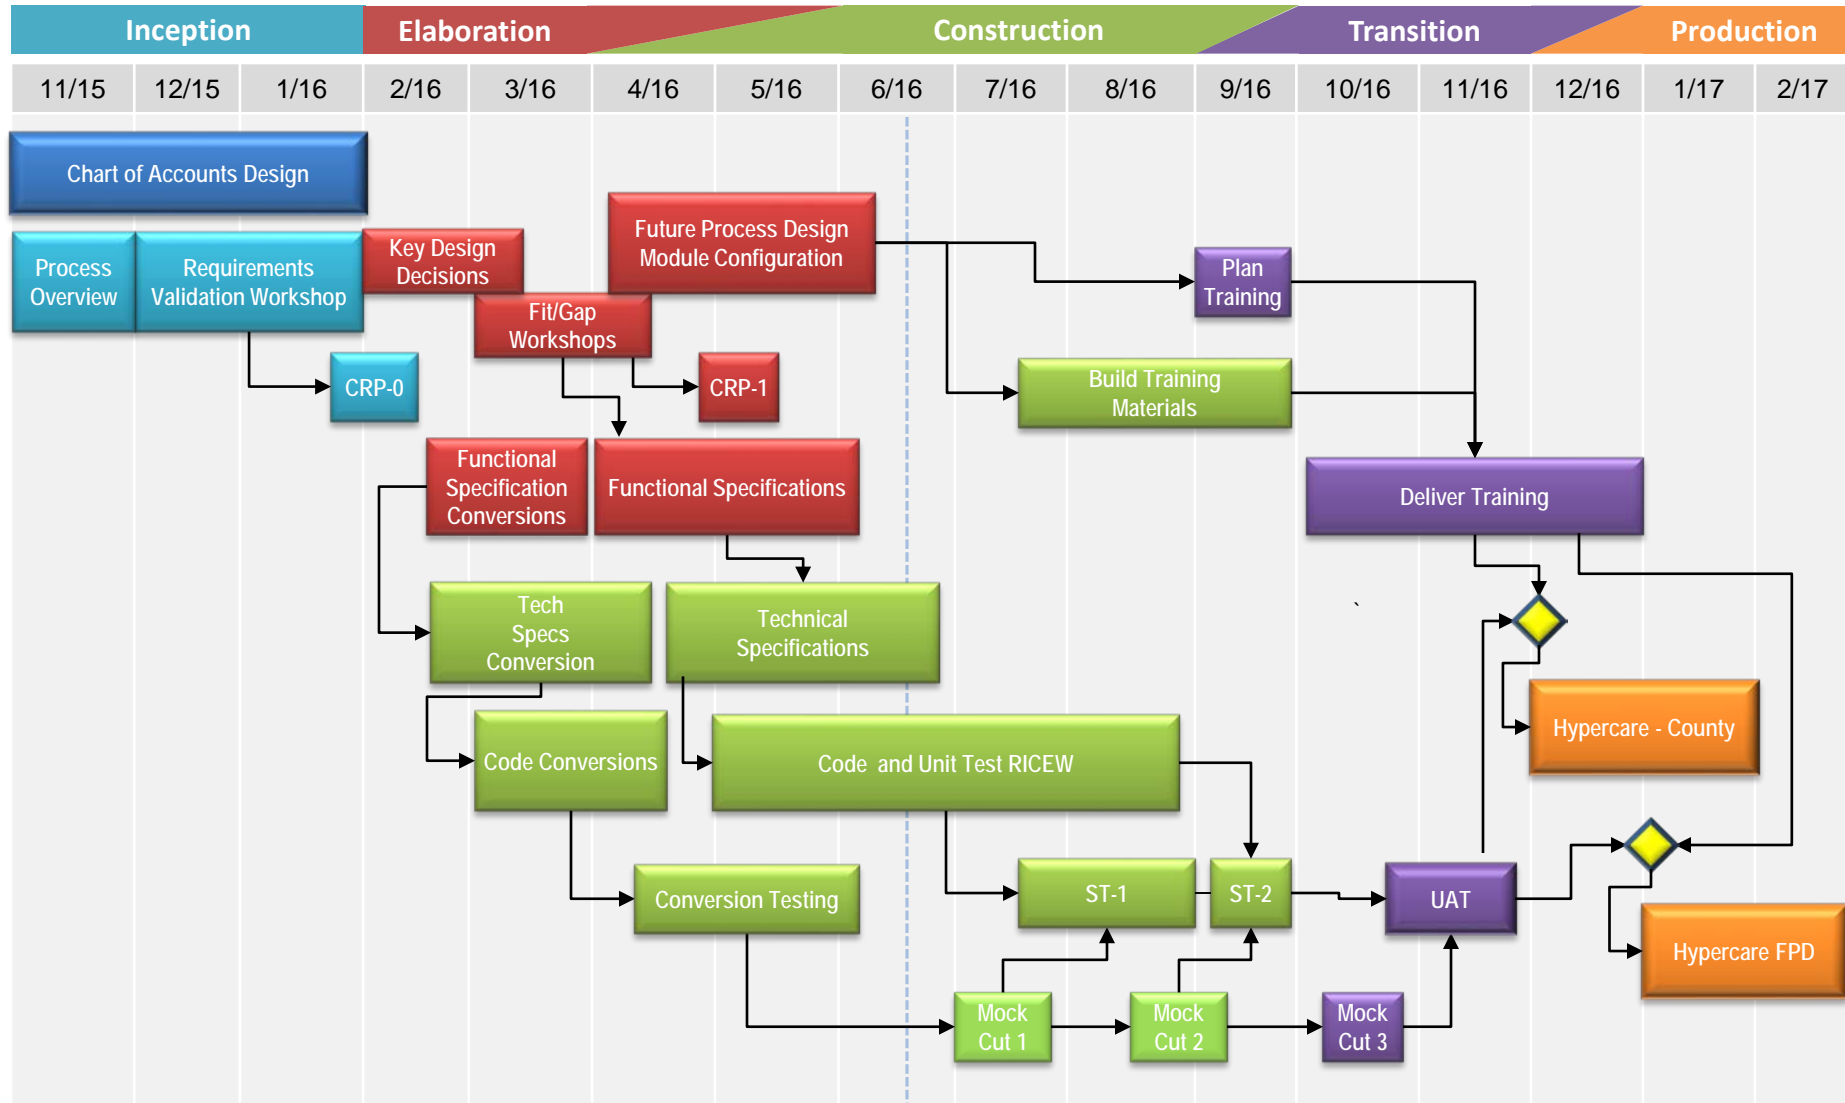 Inception
Elaboration
Construction
Transition
Production
11/15
12/15
1/16
2/16
3/16
4/16
5/16
6/16
7/16
8/16
9/16
10/16
11/16
12/16
1/17
2/17
Chart of Accounts Design
Process
Overview
Requirements
Validation Workshop
Key Design
Decisions
Future Process Design
Module Configuration
Plan
Training
Fit/Gap
Workshops
CRP-0
CRP-1
Build Training
Materials
Functional
Specification
Conversions
Functional Specifications
Deliver Training
Tech
Specs
Conversion
Technical
Specifications
`
Code Conversions
Code  and Unit Test RICEW
Hypercare - County
Conversion Testing
ST-1
ST-2
UAT
Hypercare FPD
Mock
Cut 1
Mock
Cut 2
Mock
Cut 3